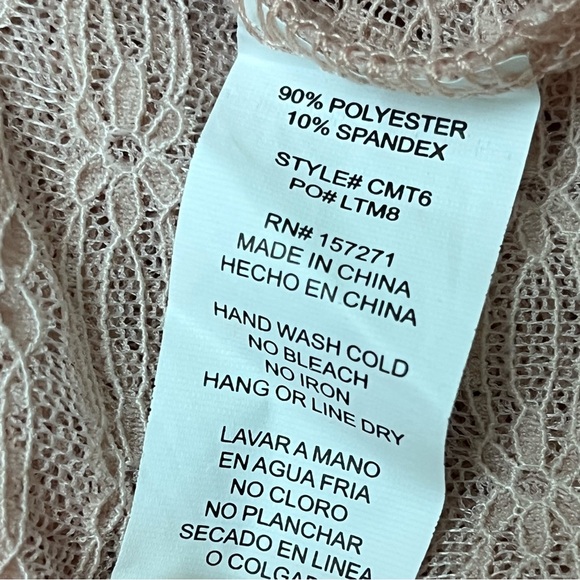 90% POLYESTER
10% SPANDEX
STYLE# CMT6
PO# LTM8
RN# 157271
MADE IN CHINA
HECHO EN CHINA
HAND WASH COLD
NO BLEACH
NO IRON
HANG OR LINE DRY
LAVAR A MANO
EN AGUA FRIA
NO CLORO
NO PLANCHAR
SECADO EN LINEA
O